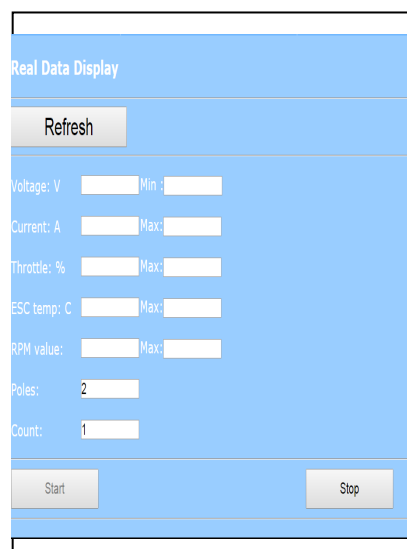 Real Data Display
Refresh
Voltage: V Min :
Current: A Max:
Throttle: % Max:
ESC temp: C Max:
RPM value: Max:
Poles: 2
Count: 1
Start Stop